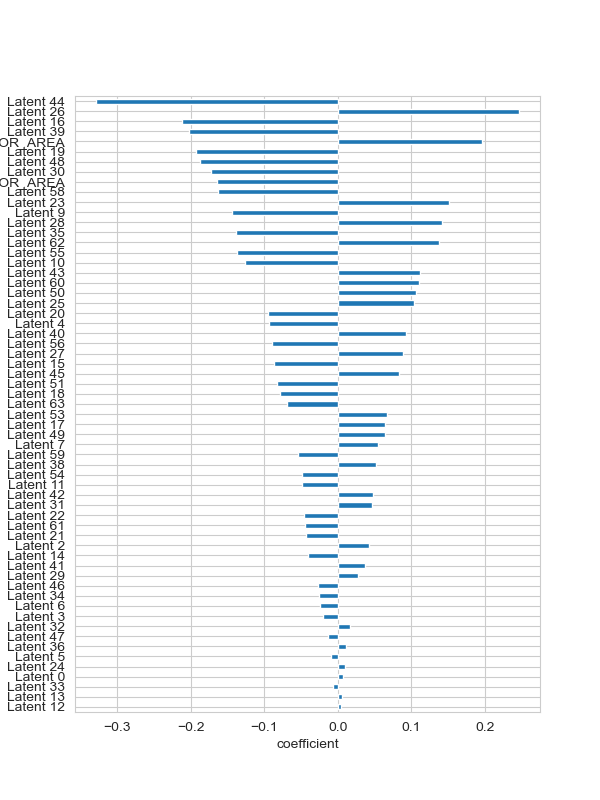 Latent 44
Latent 26
Latent 16
Latent 39
OR_AREA
Latent 19
Latent 48
Latent 30
OR_AREA
Latent 58
Latent 23
Latent 9
Latent 28
Latent 35
Latent 62
Latent 55
Latent 10
Latent 43
Latent 60
Latent 50
Latent 25
Latent 20
Latent 4
Latent 40
Latent 56
Latent 27
Latent 15
Latent 45
Latent 51
Latent 18
Latent 63
Latent 53
Latent 17
Latent 49
Latent 7
Latent 59
Latent 38
Latent 54
Latent 11
Latent 42
Latent 31
Latent 22
Latent 61
Latent 21
Latent 2
Latent 14
Latent 41
Latent 29
Latent 46
Latent 34
Latent 6
Latent 3
Latent 32
Latent 47
Latent 36
Latent 5
Latent 24
Latent 0
Latent 33
Latent 13
Latent 12
−0.3 −0.2 −0.1 0.0 0.1 0.2
coefficient